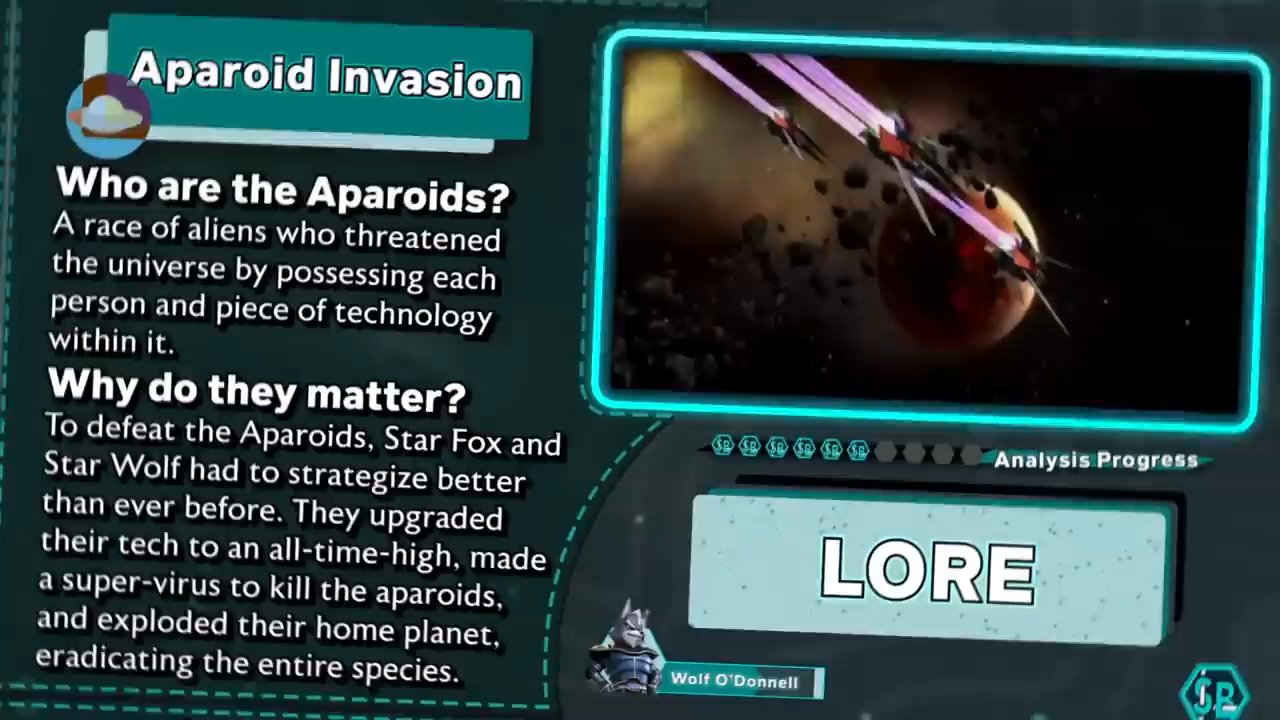 Aparoid Invasion
Who are the Aparoids?
A race of aliens who threatened
the universe by possessing each
person and piece of technology
within it.
Why do they matter?
To defeat the Aparoids, Star Fox and
Star Wolf had to strategize better
than ever before. They upgraded
their tech to an all-time-high, made
a super-virus to kill the aparoids,
and exploded their home planet,
eradicating the entire species.
Analysis Progress
LORE
Wolf O'Donnell